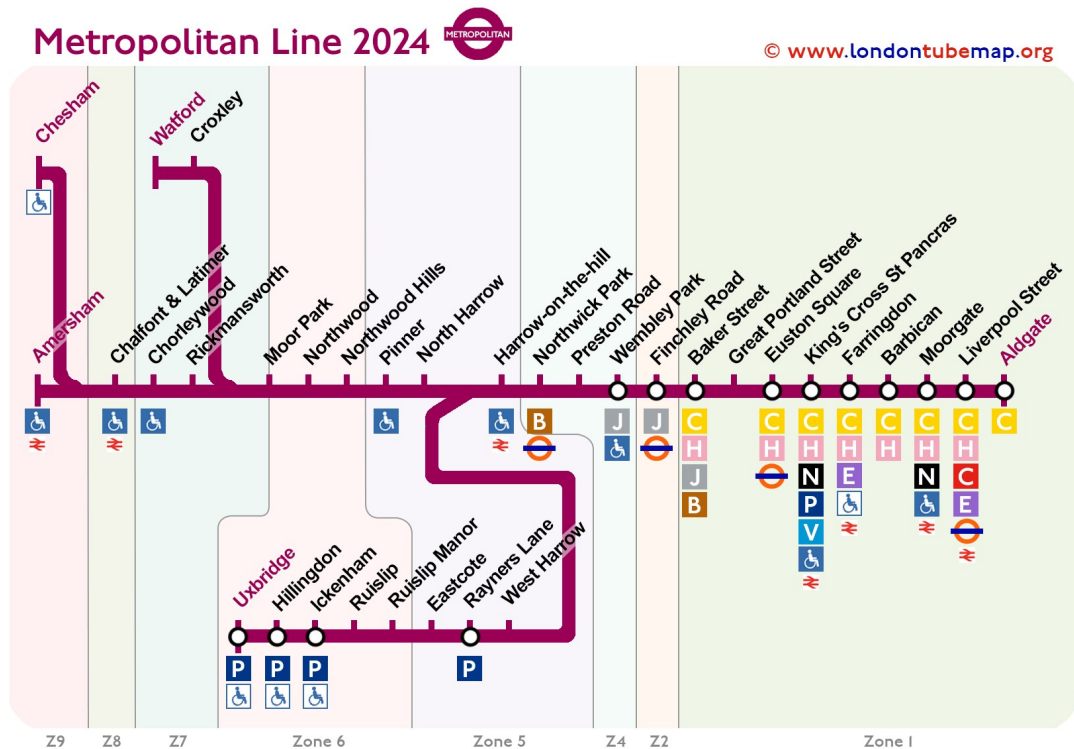 Metropolitan Line 2024
METROPOLITAN
© www.londontubemap.org
Chesham
Watford
Croxley
Amersham
Chalfont & Latimer
Chorleywood
Rickmansworth
Moor Park
Northwood
Northwood Hills
Pinner
North Harrow
Harrow-on-the-hill
Northwick Park
Preston Road
Wembley Park
Finchley Road
Baker Street
Great Portland Street
Euston Square
King's Cross St Pancras
Farringdon
Barbican
Moorgate
Liverpool Street
Aldgate
B
J
J
C
H
J
B
C
H
C
H
N
P
V
C
H
E
C
H
C
H
N
C
H
C
E
C
Uxbridge
Hillingdon
Ickenham
Ruislip
Ruislip Manor
Eastcote
Rayners Lane
West Harrow
P
P
P
P
Z9
Z8
Z7
Zone 6
Zone 5
Z4
Z2
Zone 1